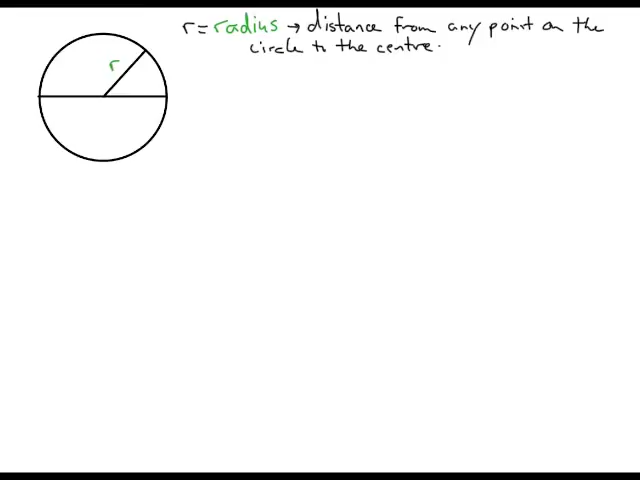 r = radius → distance from any point on the
circle to the centre.
r